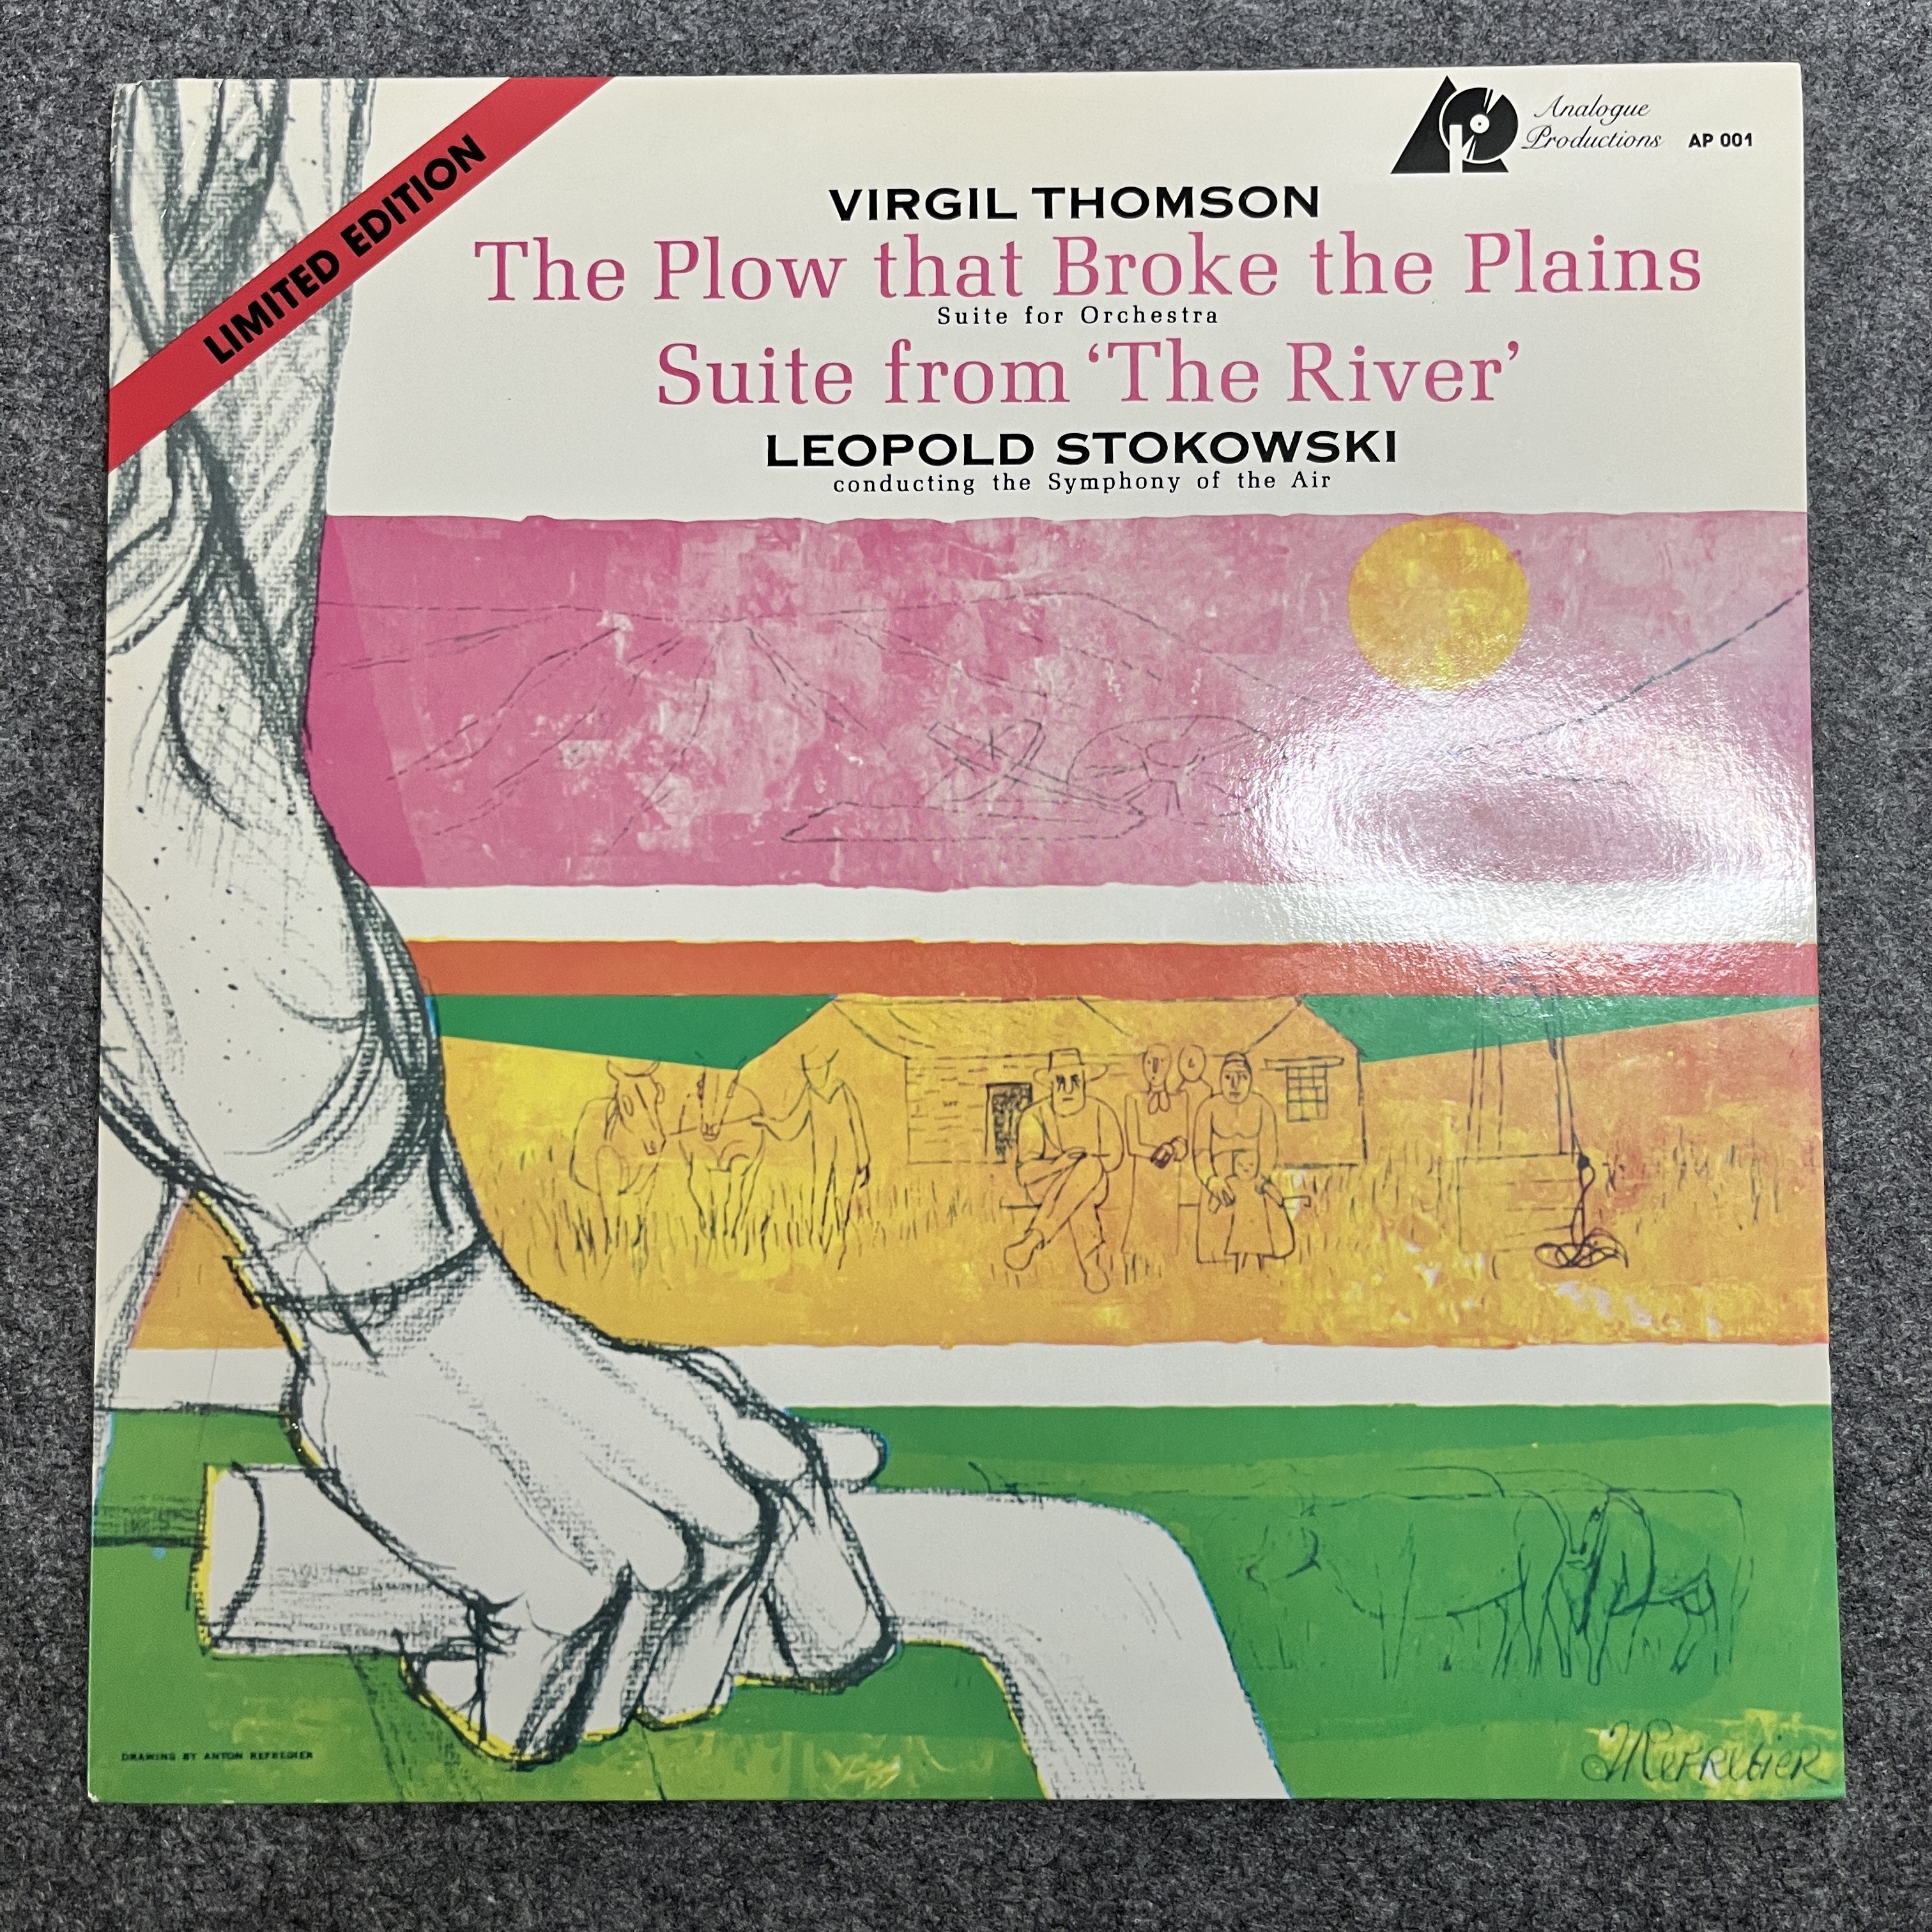 LIMITED EDITION
Analogue
Productions AP 001
VIRGIL THOMSON
The Plow that Broke the Plains
Suite for Orchestra
Suite from ‘The River’
LEOPOLD STOKOWSKI
conducting the Symphony of the Air
DRAWING BY ANTON REFREGIER
Refregier